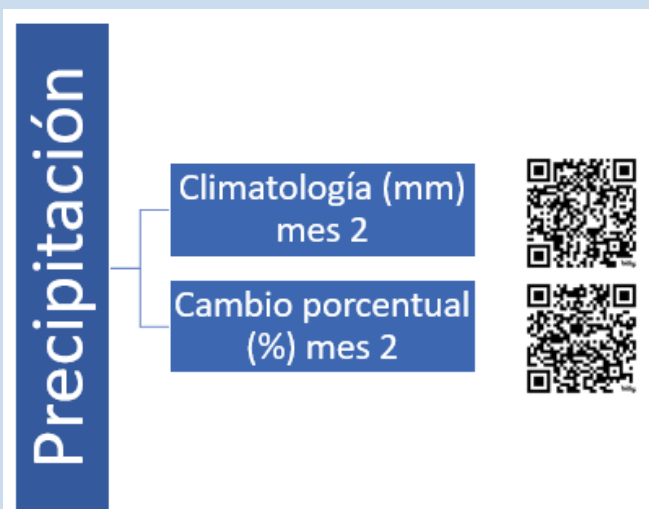 Precipitación
Climatología (mm)
mes 2
Cambio porcentual
(%) mes 2